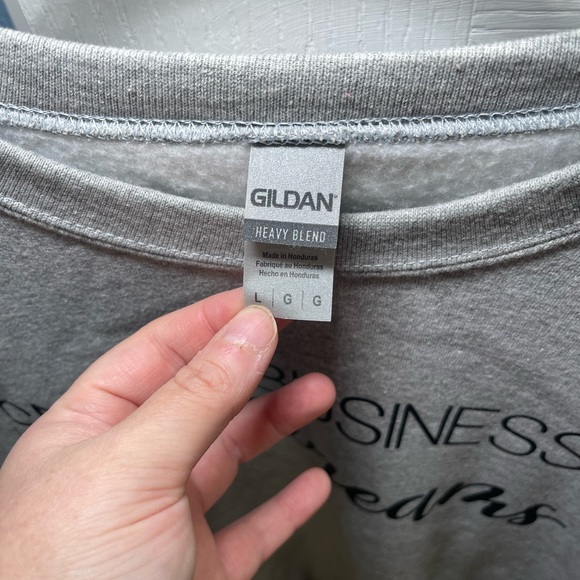 GILDAN
HEAVY BLEND
Made in Honduras
Fabriqué au Honduras
Hecho en Honduras
L | G | G
BUSINESS